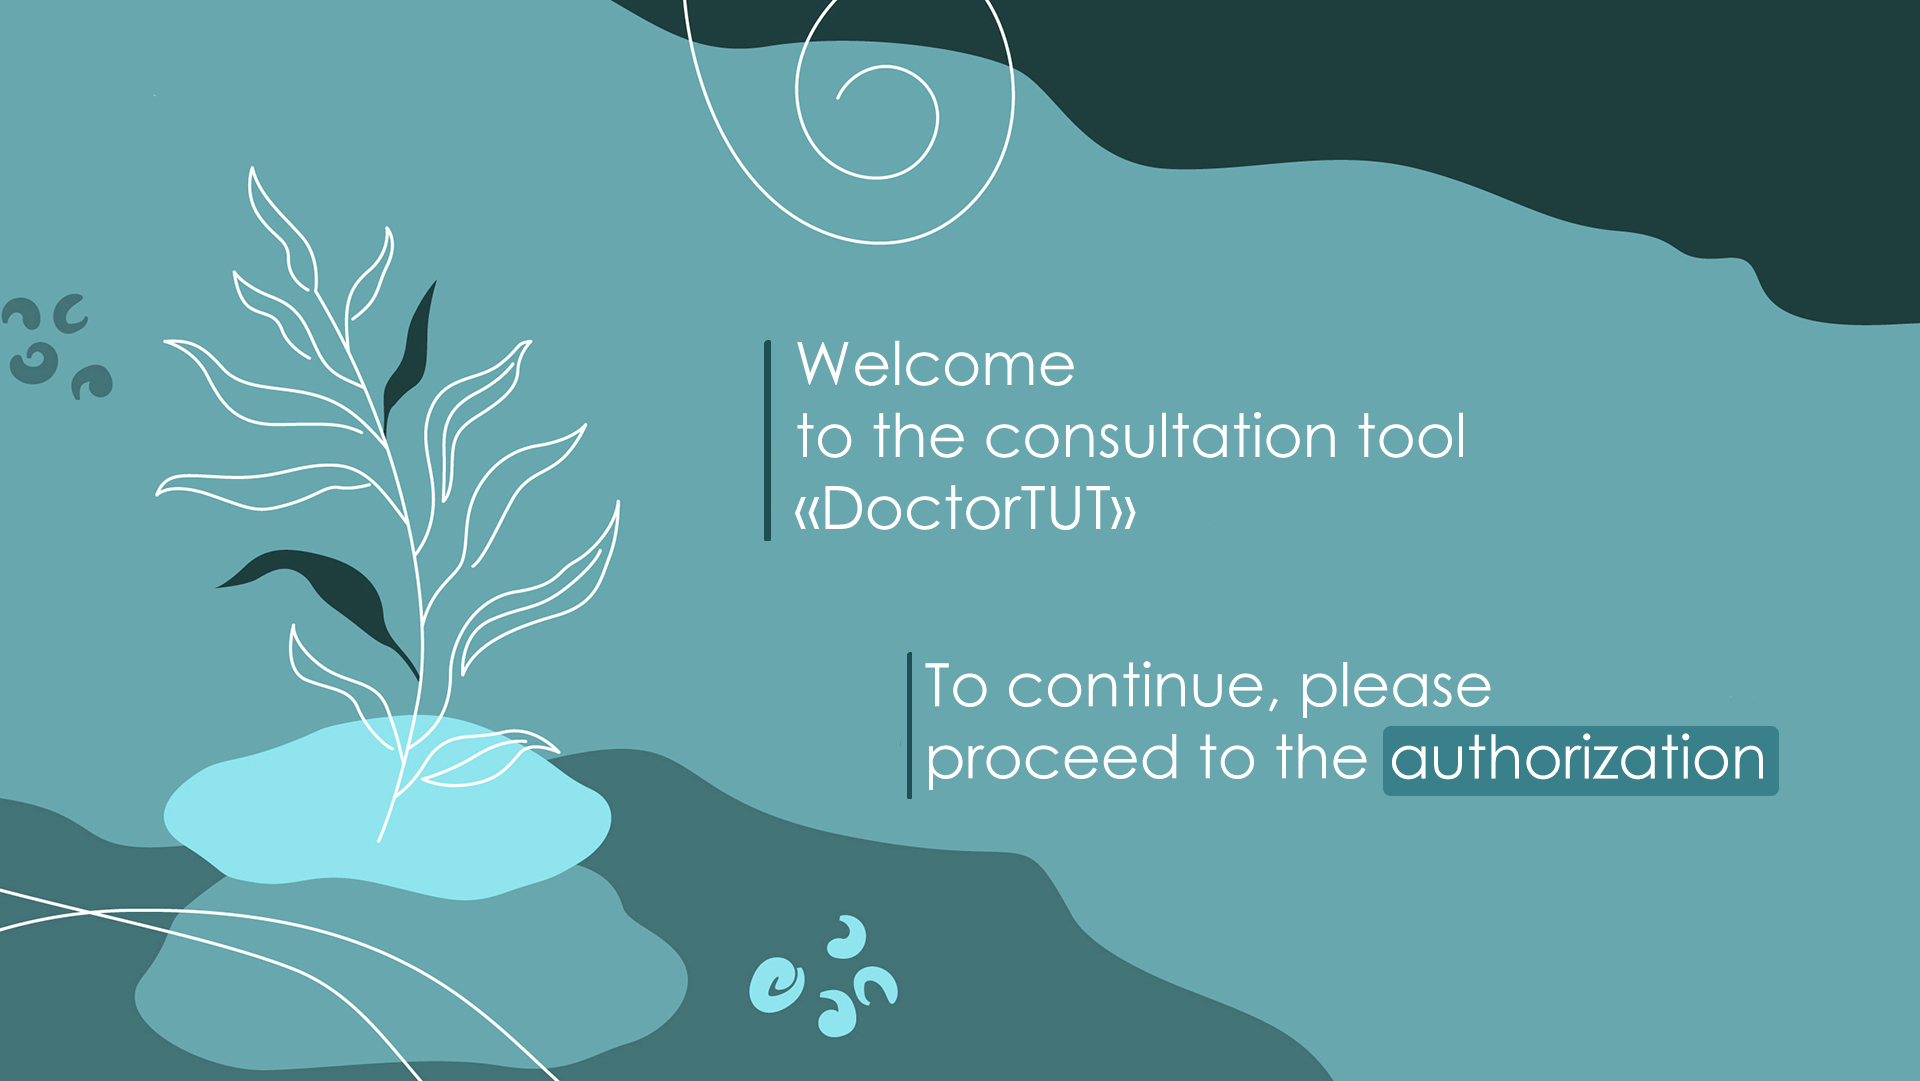 Welcome
to the consultation tool
«DoctorTUT»
To continue, please
proceed to the authorization